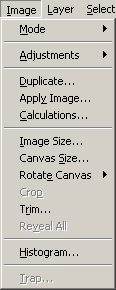 Image Layer Select
Mode
Adjustments
Duplicate...
Apply Image...
Calculations...
Image Size...
Canvas Size...
Rotate Canvas
Crop
Trim...
Reveal All
Histogram...
Trap...